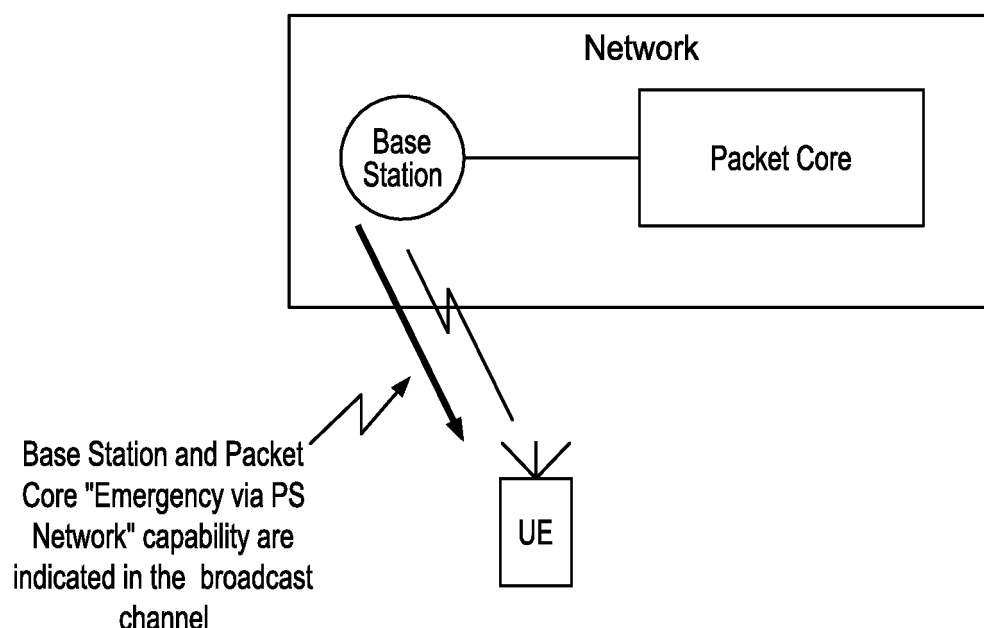 Network
Base
Station
Packet Core
Base Station and Packet
Core "Emergency via PS
Network" capability are
indicated in the broadcast
channel
UE